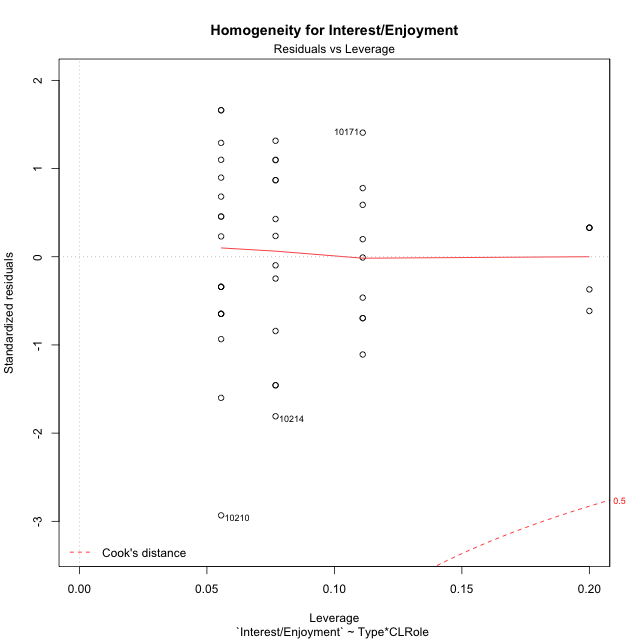 Homogeneity for Interest/Enjoyment
Residuals vs Leverage
2
1
0
-1
-2
-3
Standardized residuals
10171
10214
10210
0.5
Cook's distance
0.00
0.05
0.10
0.15
0.20
Leverage
`Interest/Enjoyment` ~ Type*CLRole